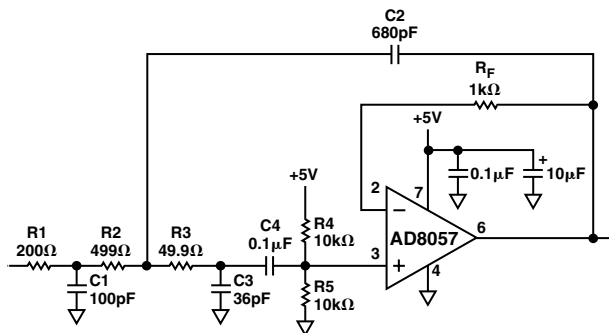 C2
680pF
RF
1kΩ
+5V
0.1μF
+
10μF
2
7
+5V
−
AD8057
6
R4
10kΩ
C4
0.1μF
3
+
4
R1
200Ω
R2
499Ω
R3
49.9Ω
C1
100pF
C3
36pF
R5
10kΩ